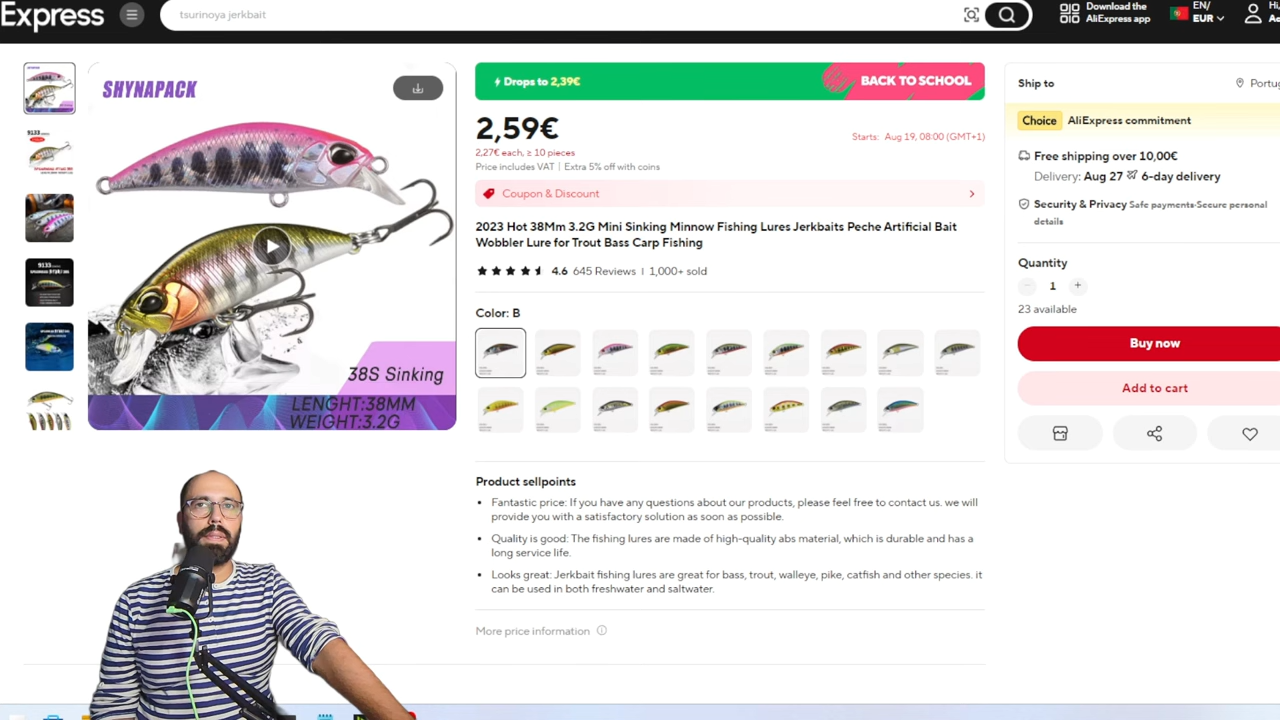 Express
tsurinoya jerkbait
Download the
AliExpress app
EN/
EUR
Hi,
SHYNAPACK
38S Sinking
LENGHT:38MM
WEIGHT:3.2G
9133
9133
Drops to 2,39€
BACK TO SCHOOL
2,59€
Starts: Aug 19, 08:00 (GMT+1)
2,27€ each, ≥ 10 pieces
Price includes VAT | Extra 5% off with coins
Coupon & Discount
2023 Hot 38Mm 3.2G Mini Sinking Minnow Fishing Lures Jerkbaits Peche Artificial Bait
Wobbler Lure for Trout Bass Carp Fishing
4.6 645 Reviews | 1,000+ sold
Color: B
Product sellpoints
Fantastic price: If you have any questions about our products, please feel free to contact us. we will
provide you with a satisfactory solution as soon as possible.
Quality is good: The fishing lures are made of high-quality abs material, which is durable and has a
long service life.
Looks great: Jerkbait fishing lures are great for bass, trout, walleye, pike, catfish and other species. it
can be used in both freshwater and saltwater.
More price information
Ship to
Portu
Choice AliExpress commitment
Free shipping over 10,00€
Delivery: Aug 27 6-day delivery
Security & Privacy Safe payments·Secure personal
details
Quantity
1
23 available
Buy now
Add to cart